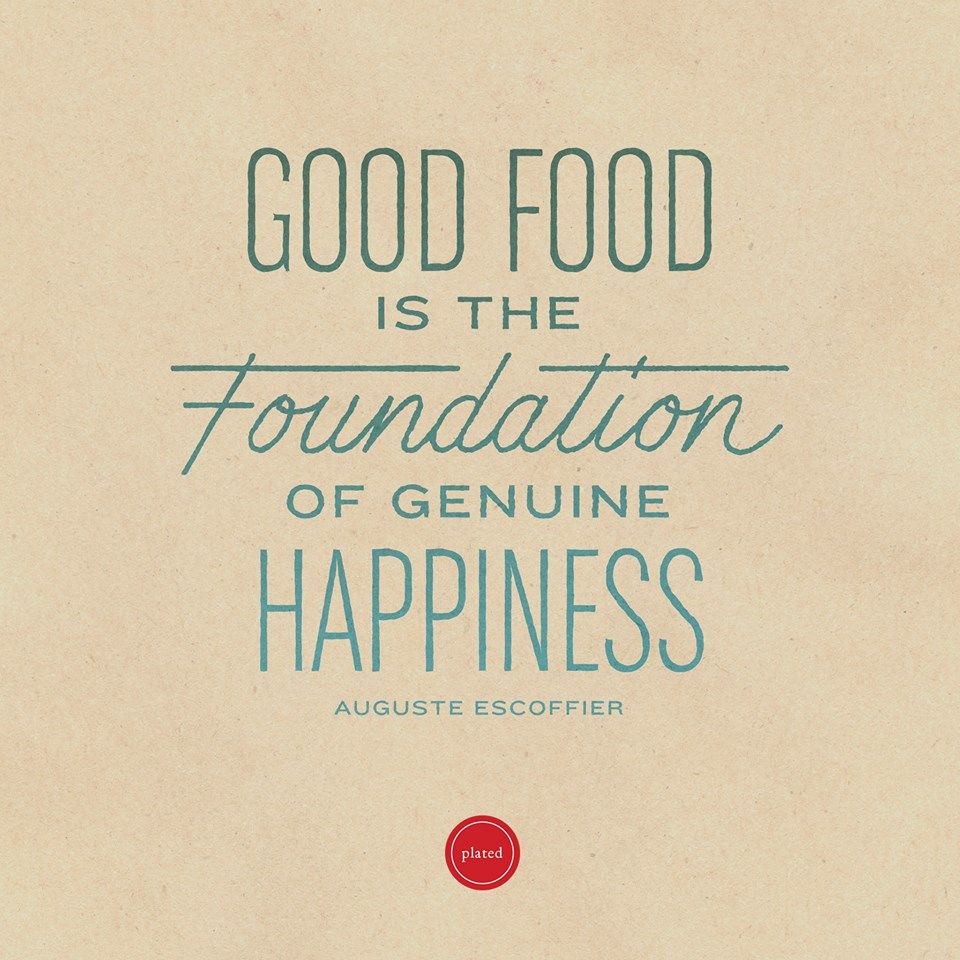 GOOD FOOD
IS THE
Foundation
OF GENUINE
HAPPINESS
AUGUSTE ESCOFFIER
plated